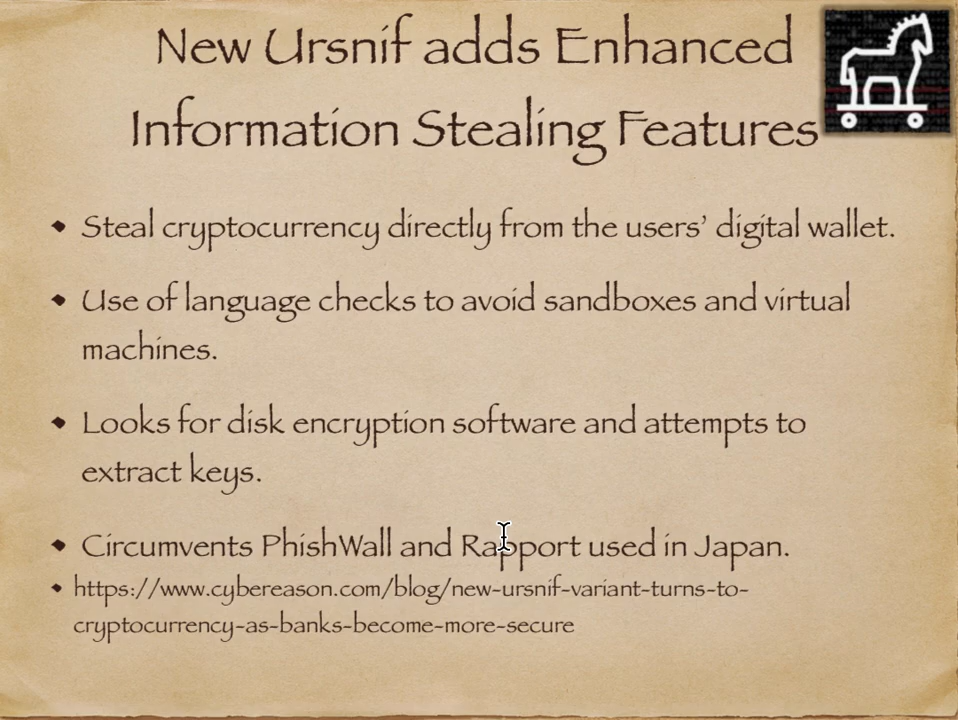 New Ursnif adds Enhanced
Information Stealing Features
• Steal cryptocurrency directly from the users’ digital wallet.
• Use of language checks to avoid sandboxes and virtual
machines.
• Looks for disk encryption software and attempts to
extract keys.
• Circumvents PhishWall and Rapport used in Japan.
• https://www.cybereason.com/blog/new-ursnif-variant-turns-to-
cryptocurrency-as-banks-become-more-secure